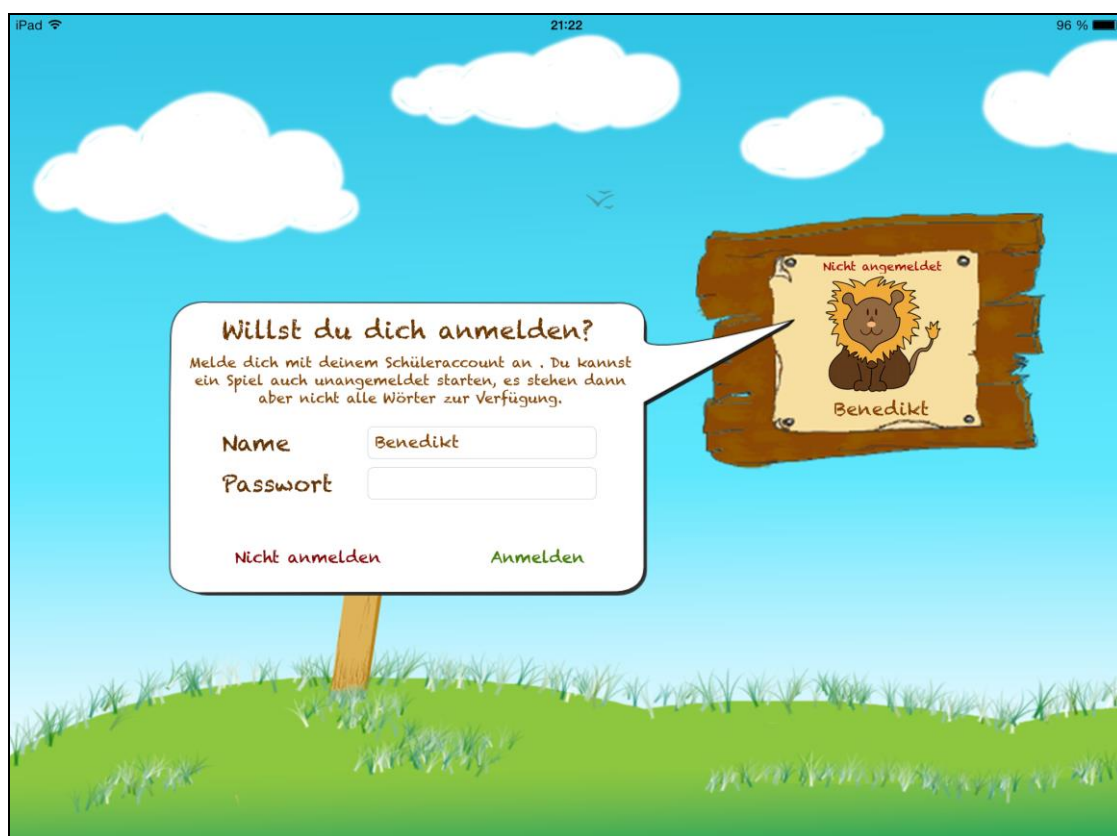 iPad
21:22
96 %
Nicht angemeldet
Benedikt
Willst du dich anmelden?
Melde dich mit deinem Schüleraccount an . Du kannst
ein Spiel auch unangemeldet starten, es stehen dann
aber nicht alle Wörter zur Verfügung.
Name Benedikt
Passwort
Nicht anmelden Anmelden